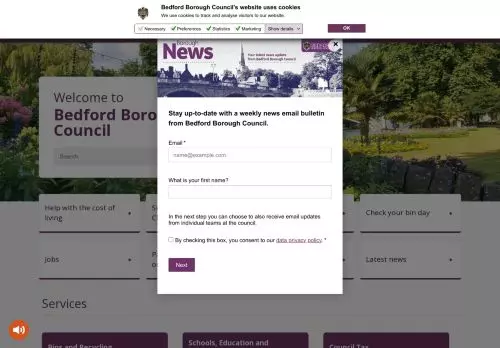 Bedford Borough Council's website uses cookies
We use cookies to track and analyse visitors to our website.
Necessary Preferences Statistics Marketing Show details
OK
Borough
News
Your latest news update
from Bedford Borough Council
×
Welcome to
Bedford Boro
Council
Search
Stay up-to-date with a weekly news email bulletin
from Bedford Borough Council.
Email *
name@example.com
What is your first name?
In the next step you can choose to also receive email updates
from individual teams at the council.
By checking this box, you consent to our data privacy policy. *
Next
Help with the cost of
living
Check your bin day
Jobs
Latest news
Services
Bins and Recycling
Schools, Education and
Council Tax